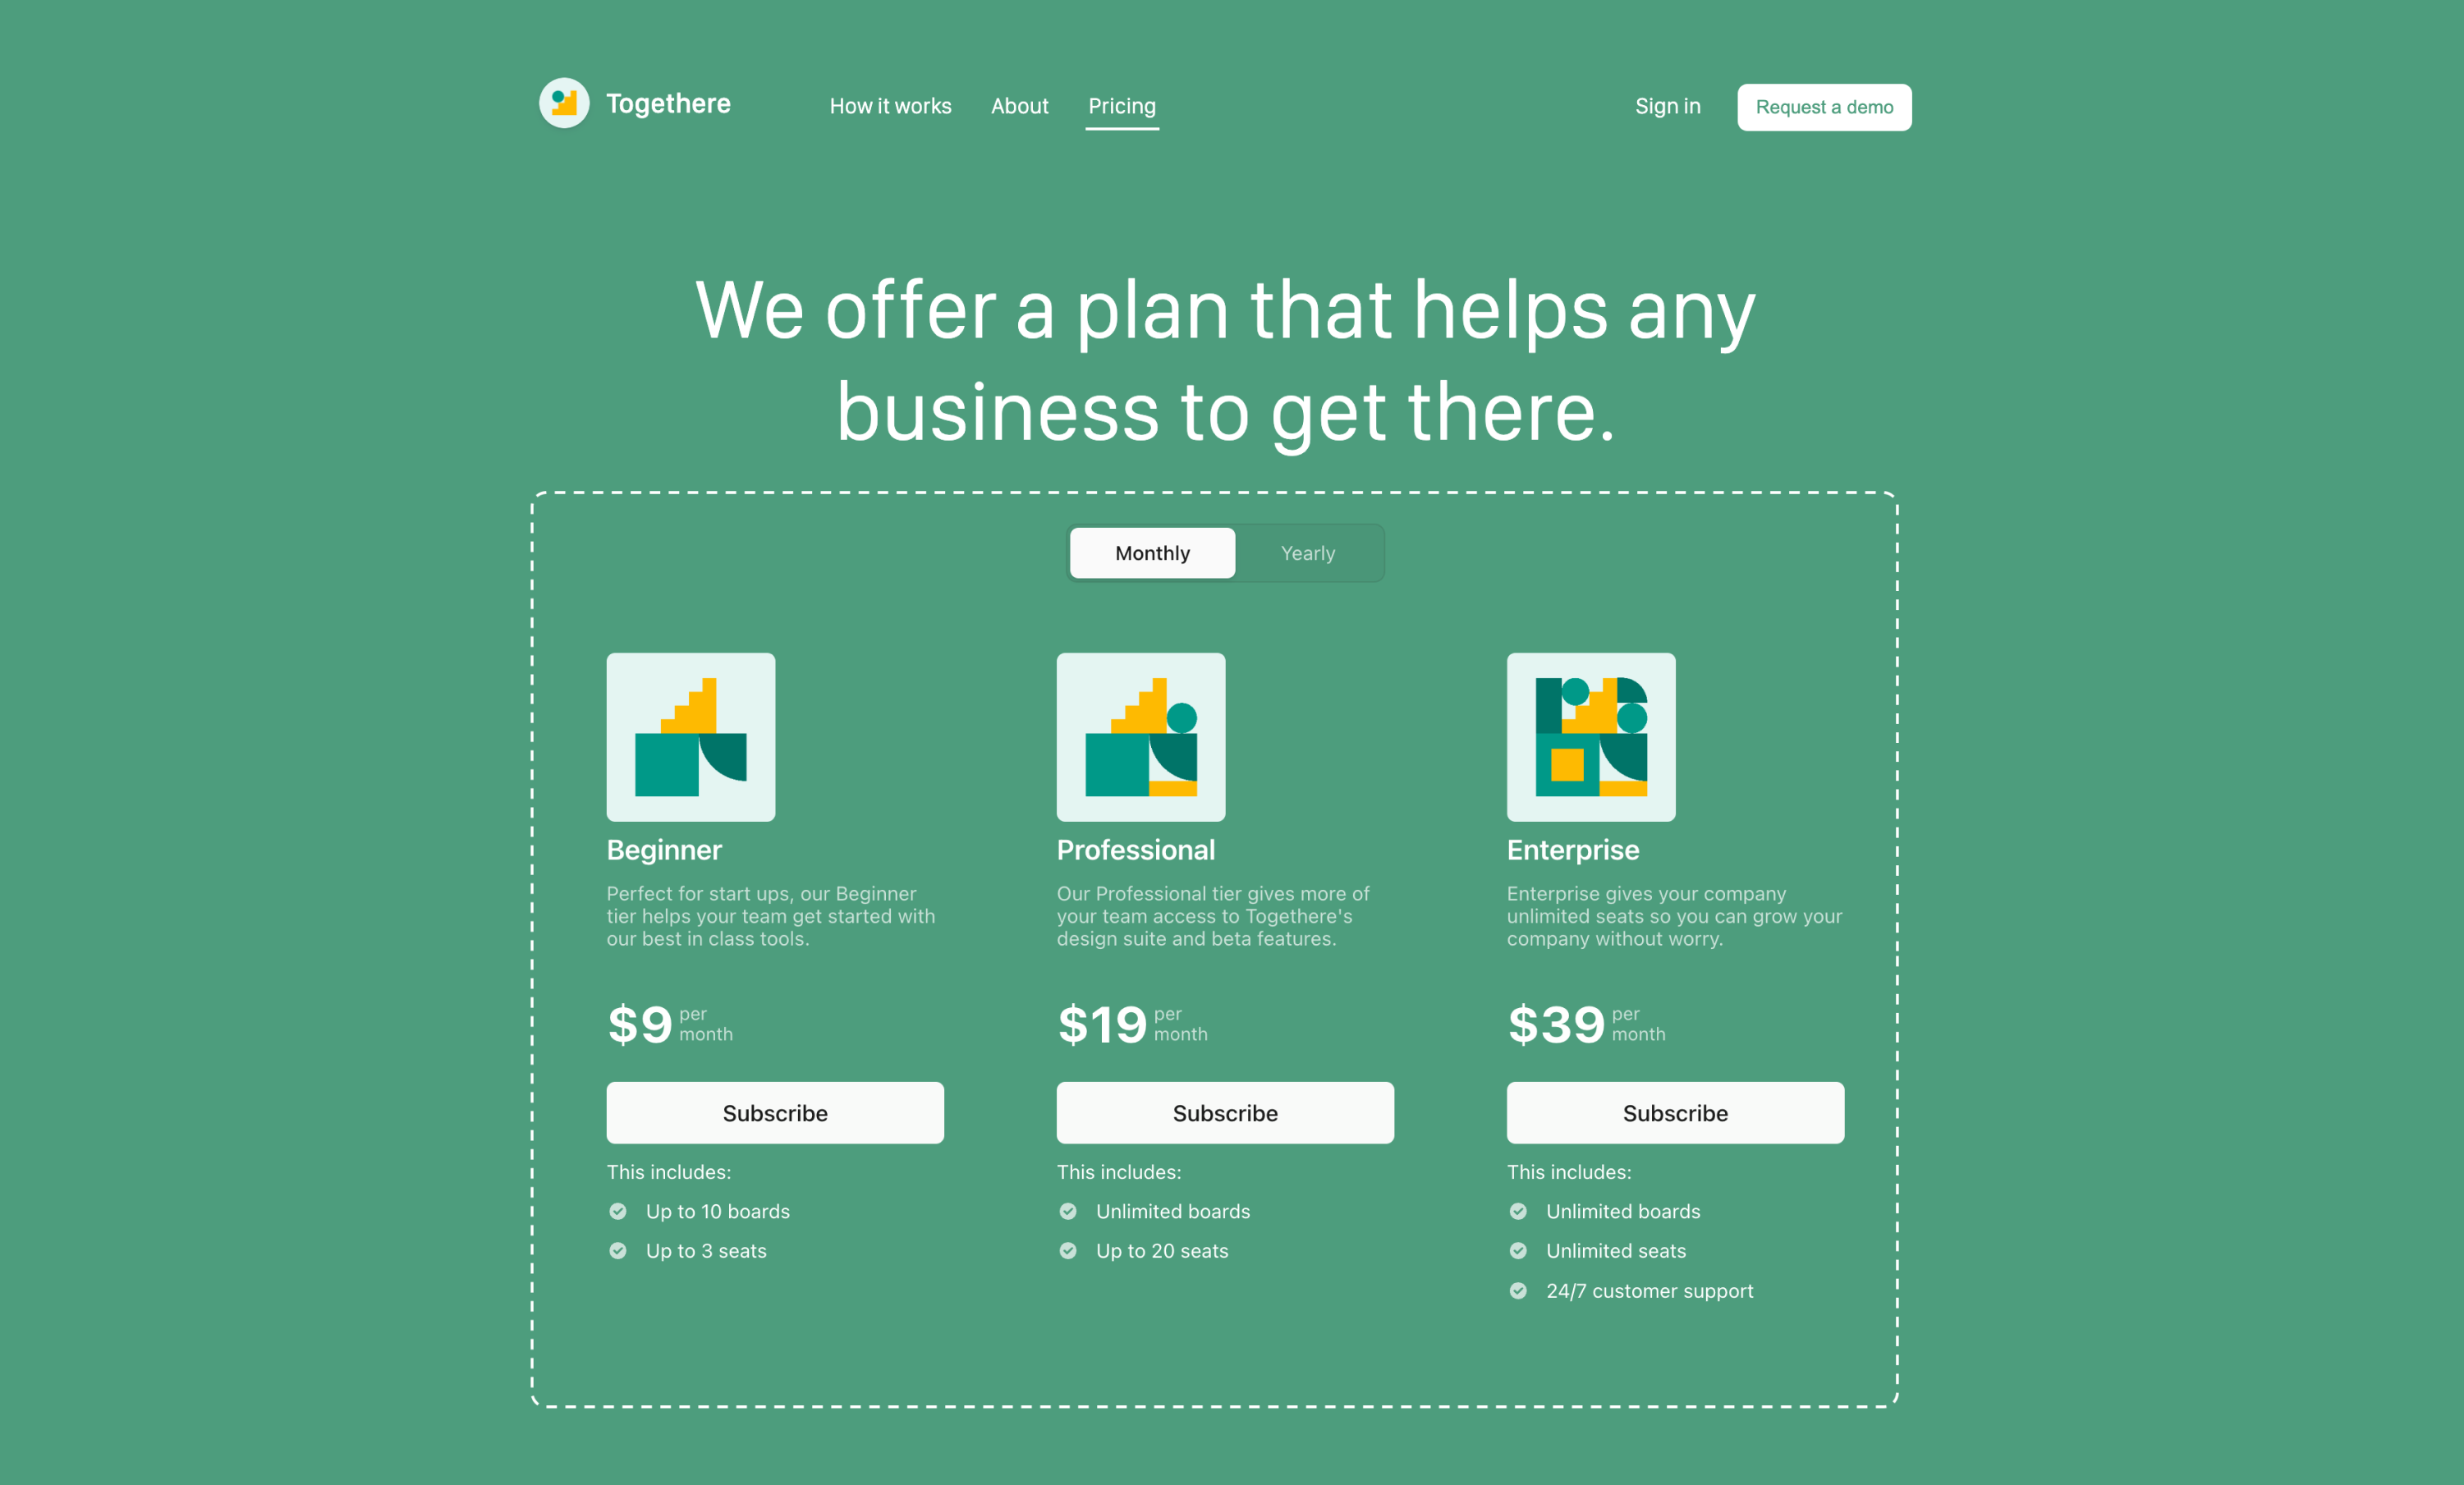 Togethere
How it works
About
Pricing
Sign in
Request a demo
We offer a plan that helps any
business to get there.
Monthly
Yearly
Beginner
Perfect for start ups, our Beginner
tier helps your team get started with
our best in class tools.
$9 per
month
Subscribe
This includes:
Up to 10 boards
Up to 3 seats
Professional
Our Professional tier gives more of
your team access to Togethere's
design suite and beta features.
$19 per
month
Subscribe
This includes:
Unlimited boards
Up to 20 seats
Enterprise
Enterprise gives your company
unlimited seats so you can grow your
company without worry.
$39 per
month
Subscribe
This includes:
Unlimited boards
Unlimited seats
24/7 customer support